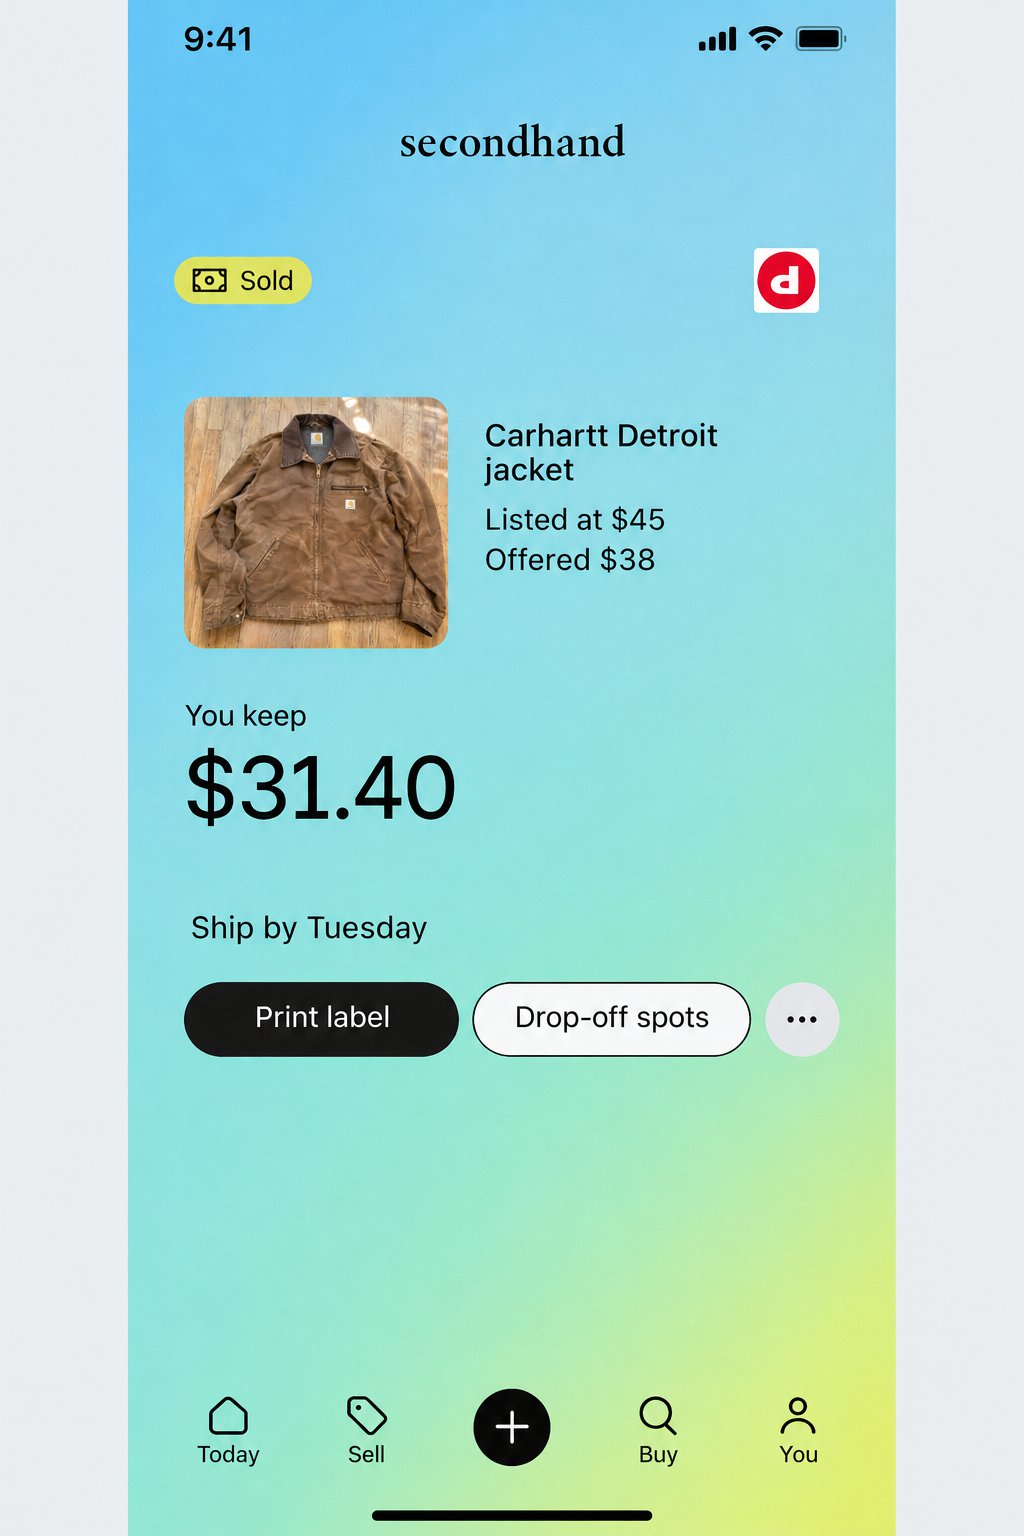 9:41
secondhand
Sold
d
Carhartt Detroit
jacket
Listed at $45
Offered $38
You keep
$31.40
Ship by Tuesday
Print label
Drop-off spots
Today
Sell
Buy
You